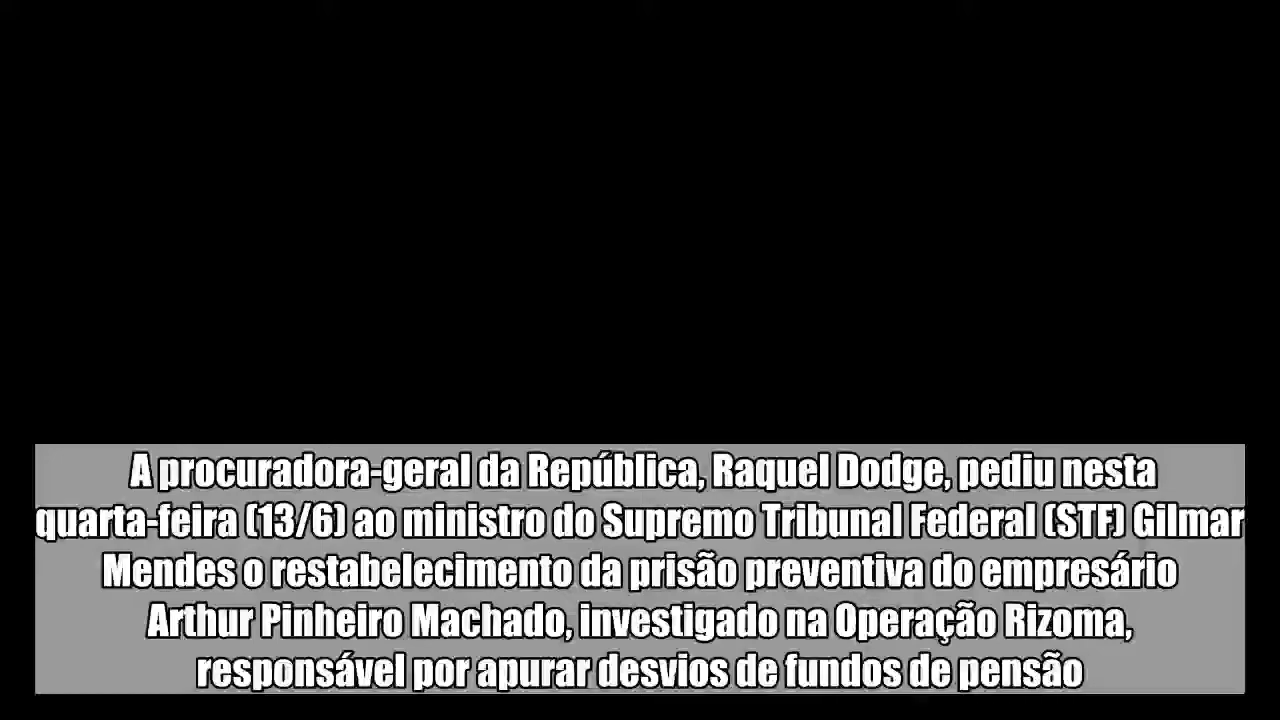 A procuradora-geral da República, Raquel Dodge, pediu nesta
quarta-feira (13/6) ao ministro do Supremo Tribunal Federal (STF) Gilmar
Mendes o restabelecimento da prisão preventiva do empresário
Arthur Pinheiro Machado, investigado na Operação Rizoma,
responsável por apurar desvios de fundos de pensão